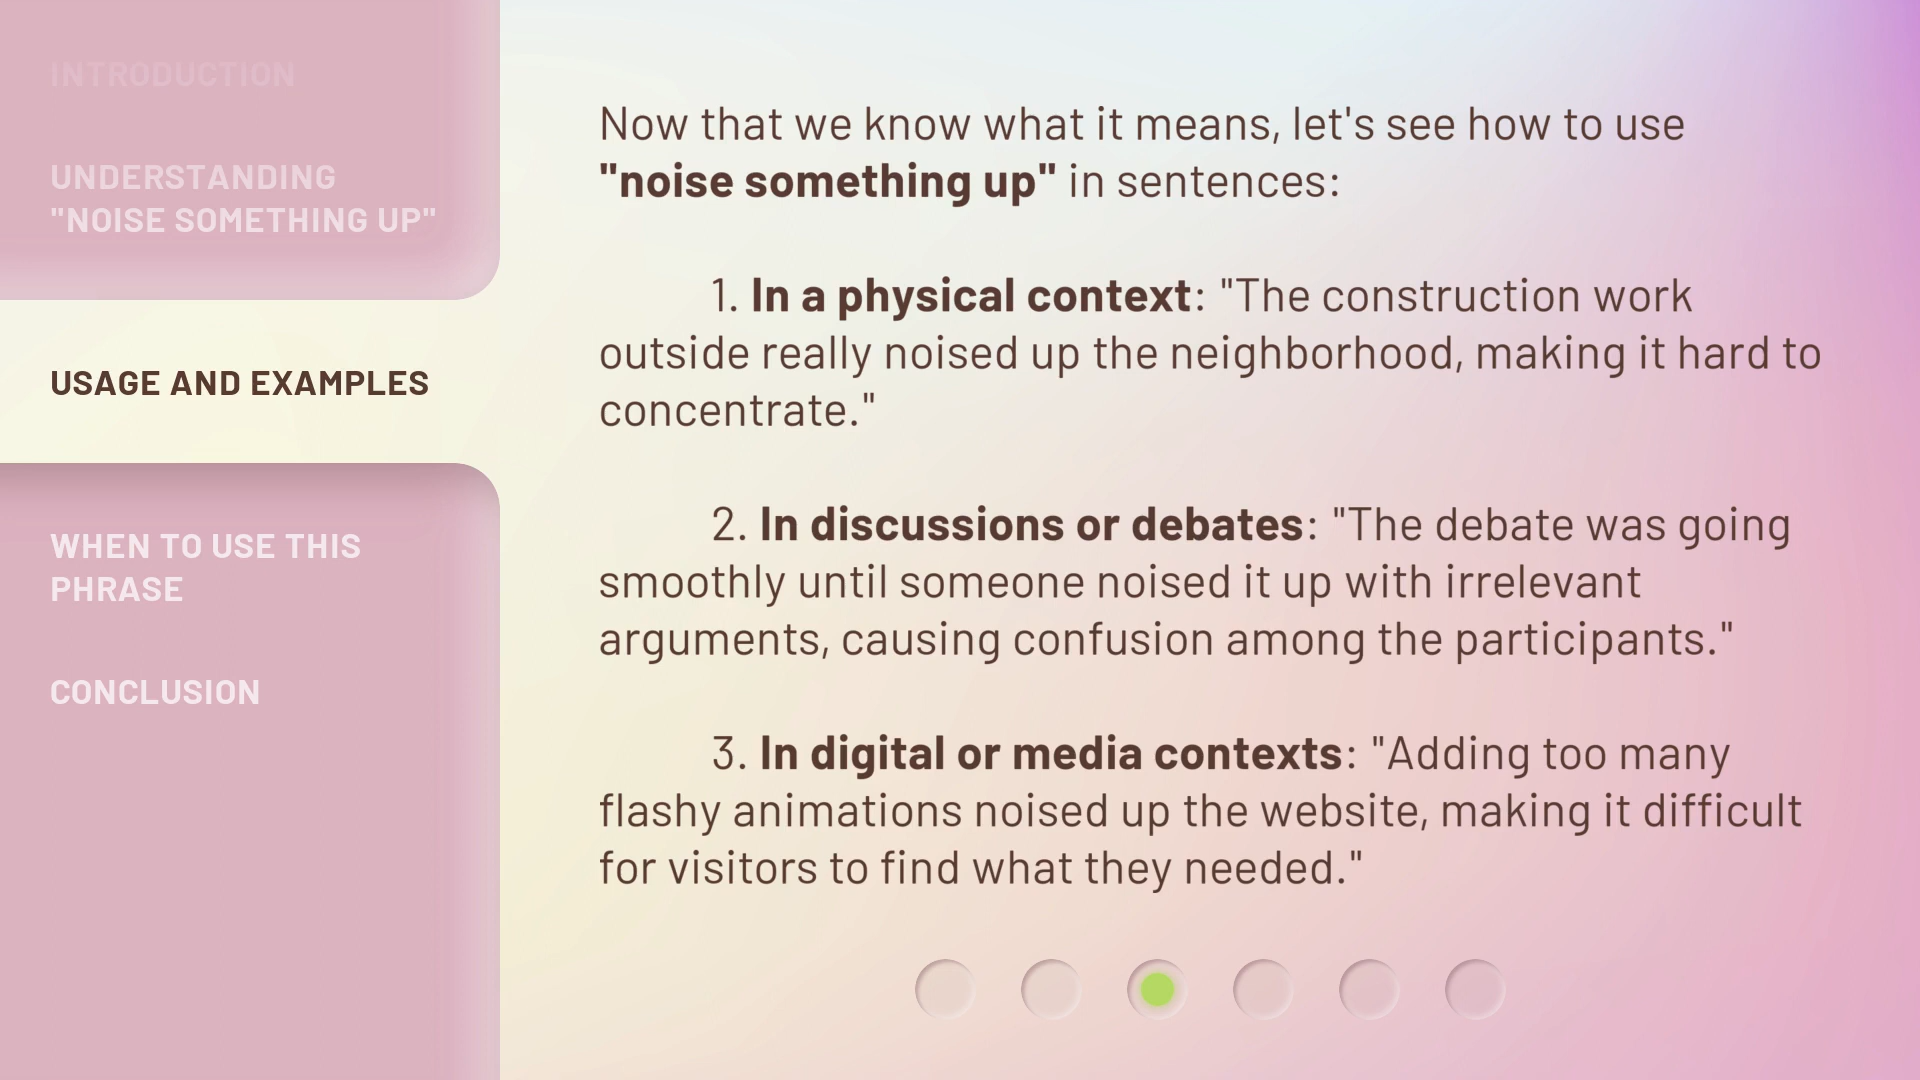 INTRODUCTION
UNDERSTANDING
"NOISE SOMETHING UP"
USAGE AND EXAMPLES
WHEN TO USE THIS
PHRASE
CONCLUSION
Now that we know what it means, let's see how to use
"noise something up" in sentences:
1. In a physical context: "The construction work
outside really noised up the neighborhood, making it hard to
concentrate."
2. In discussions or debates: "The debate was going
smoothly until someone noised it up with irrelevant
arguments, causing confusion among the participants."
3. In digital or media contexts: "Adding too many
flashy animations noised up the website, making it difficult
for visitors to find what they needed."